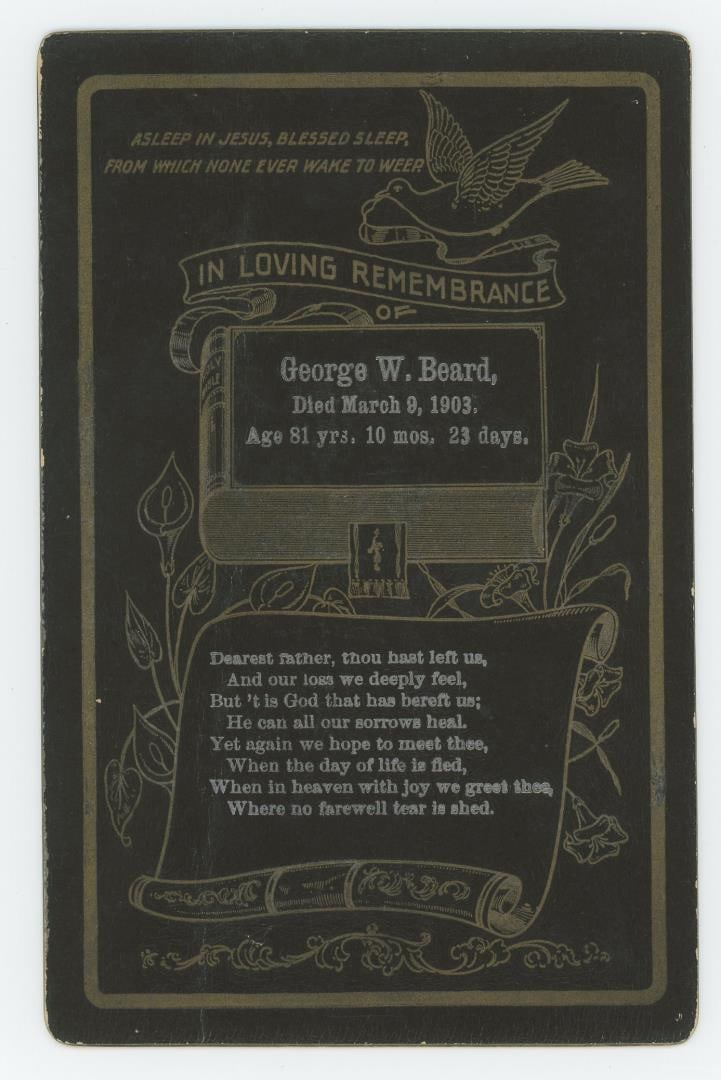 ASLEEP IN JESUS, BLESSED SLEEP,
FROM WHICH NONE EVER WAKE TO WEEP.
IN LOVING REMEMBRANCE
OF
HOLY
BIBLE
George W. Beard,
Died March 9, 1903.
Age 81 yrs. 10 mos. 23 days.
Dearest father, thou hast left us,
And our loss we deeply feel,
But 't is God that has bereft us;
He can all our sorrows heal.
Yet again we hope to meet thee,
When the day of life is fled,
When in heaven with joy we greet thee,
Where no farewell tear is shed.